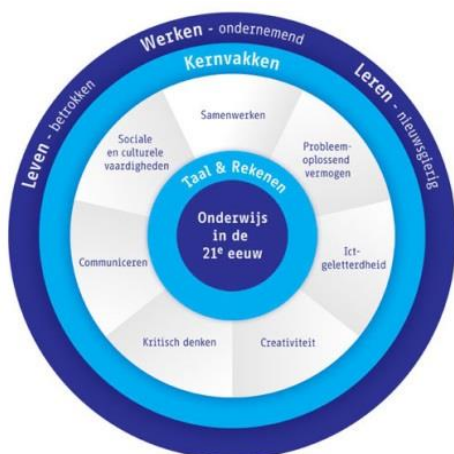 Werken - ondernemend
Leven - betrokken
Leren - nieuwsgierig
Kernvakken
Samenwerken
Sociale
en culturele
vaardigheden
Probleem-
oplossend
vermogen
Taal & Rekenen
Onderwijs
in de
21e eeuw
Communiceren
Ict-
geletterdheid
Kritisch denken
Creativiteit